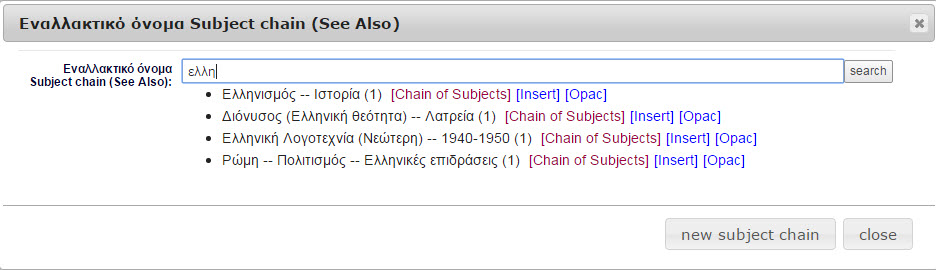 Εναλλακτικό όνομα Subject chain (See Also)
Εναλλακτικό όνομα
Subject chain (See Also):
ελλη
search
Ελληνισμός -- Ιστορία (1) [Chain of Subjects] [Insert] [Opac]
Διόνυσος (Ελληνική θεότητα) -- Λατρεία (1) [Chain of Subjects] [Insert] [Opac]
Ελληνική Λογοτεχνία (Νεώτερη) -- 1940-1950 (1) [Chain of Subjects] [Insert] [Opac]
Ρώμη -- Πολιτισμός -- Ελληνικές επιδράσεις (1) [Chain of Subjects] [Insert] [Opac]
new subject chain
close